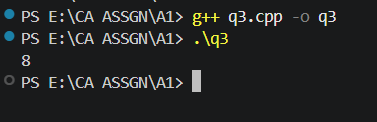 PS E:\CA ASSGN\A1> g++ q3.cpp -o q3
PS E:\CA ASSGN\A1> .\q3
8
PS E:\CA ASSGN\A1>